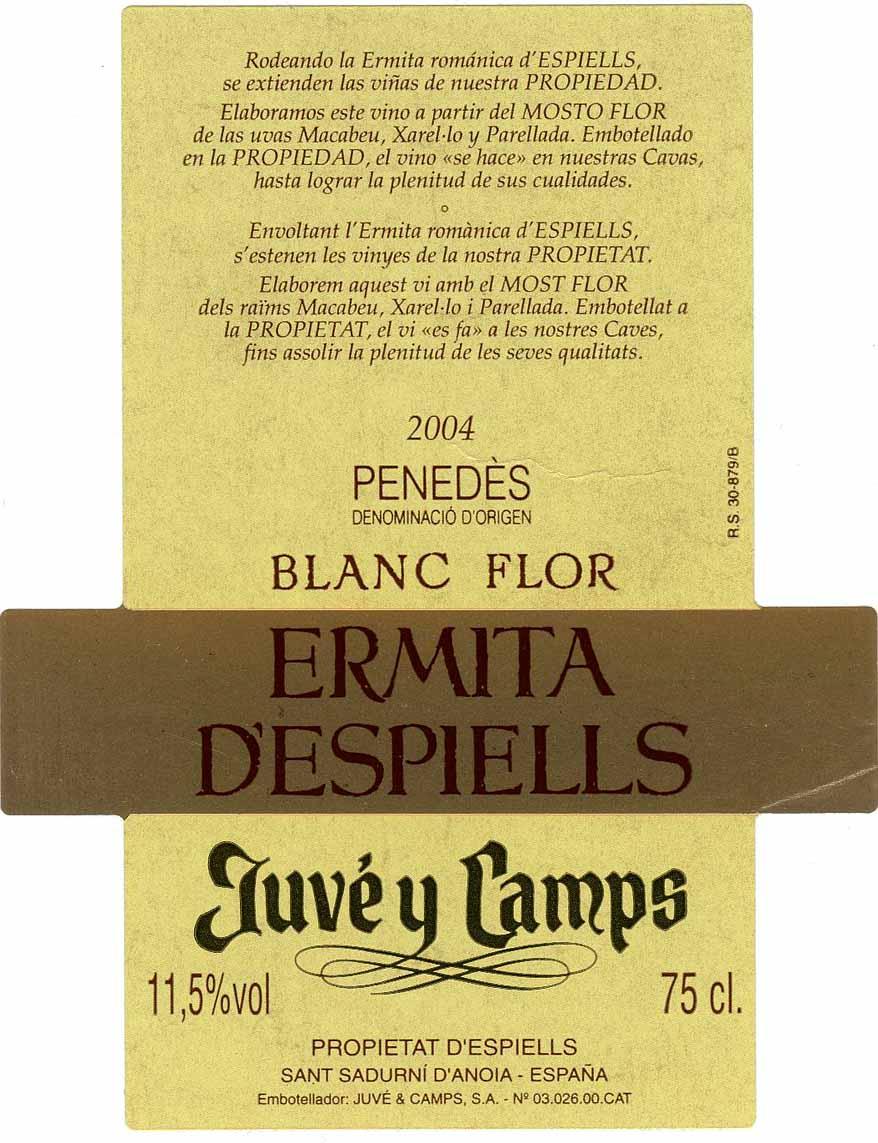 Rodeando la Ermita románica d'ESPIELLS,
se extienden las viñas de nuestra PROPIEDAD.
Elaboramos este vino a partir del MOSTO FLOR
de las uvas Macabeu, Xarel·lo y Parellada. Embotellado
en la PROPIEDAD, el vino «se hace» en nuestras Cavas,
hasta lograr la plenitud de sus cualidades.
Envoltant l'Ermita romànica d'ESPIELLS,
s'estenen les vinyes de la nostra PROPIETAT.
Elaborem aquest vi amb el MOST FLOR
dels raïms Macabeu, Xarel·lo i Parellada. Embotellat a
la PROPIETAT, el vi «es fa» a les nostres Caves,
fins assolir la plenitud de les seves qualitats.
2004
PENEDÈS
DENOMINACIÓ D'ORIGEN
R.S. 30-879/B
BLANC FLOR
ERMITA
D'ESPIELLS
Juvé y Camps
11,5%vol
75 cl.
PROPIETAT D'ESPIELLS
SANT SADURNÍ D'ANOIA - ESPAÑA
Embotellador: JUVÉ & CAMPS, S.A. - Nº 03.026.00.CAT